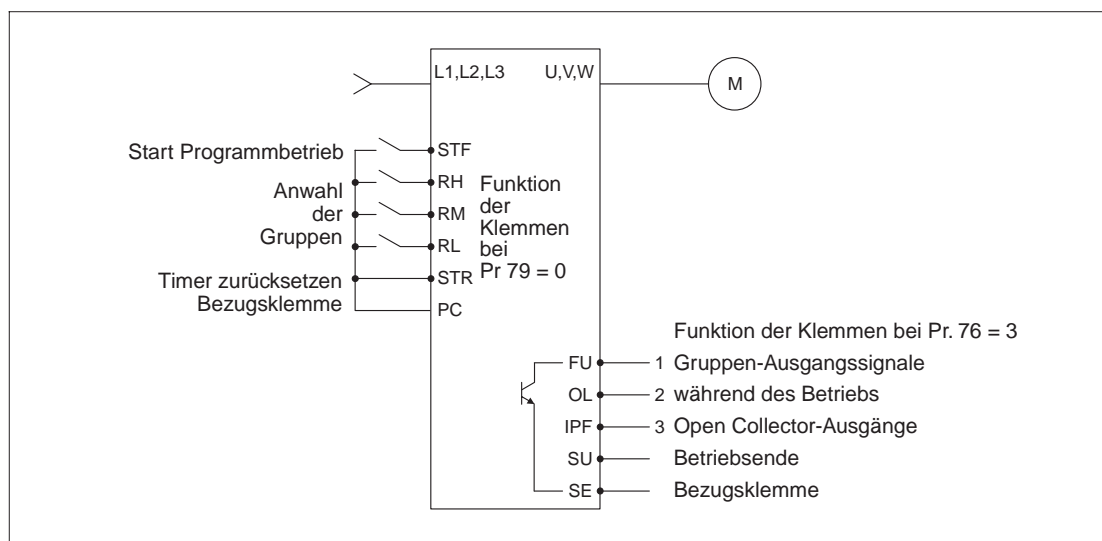 L1,L2,L3 U,V,W
M
Start Programmbetrieb STF
RH Funktion
Anwahl der
der RM Klemmen
Gruppen bei
RL Pr 79 = 0
Timer zurücksetzen STR
Bezugsklemme PC
Funktion der Klemmen bei Pr. 76 = 3
FU 1 Gruppen-Ausgangssignale
OL 2 während des Betriebs
IPF 3 Open Collector-Ausgänge
SU Betriebsende
SE Bezugsklemme